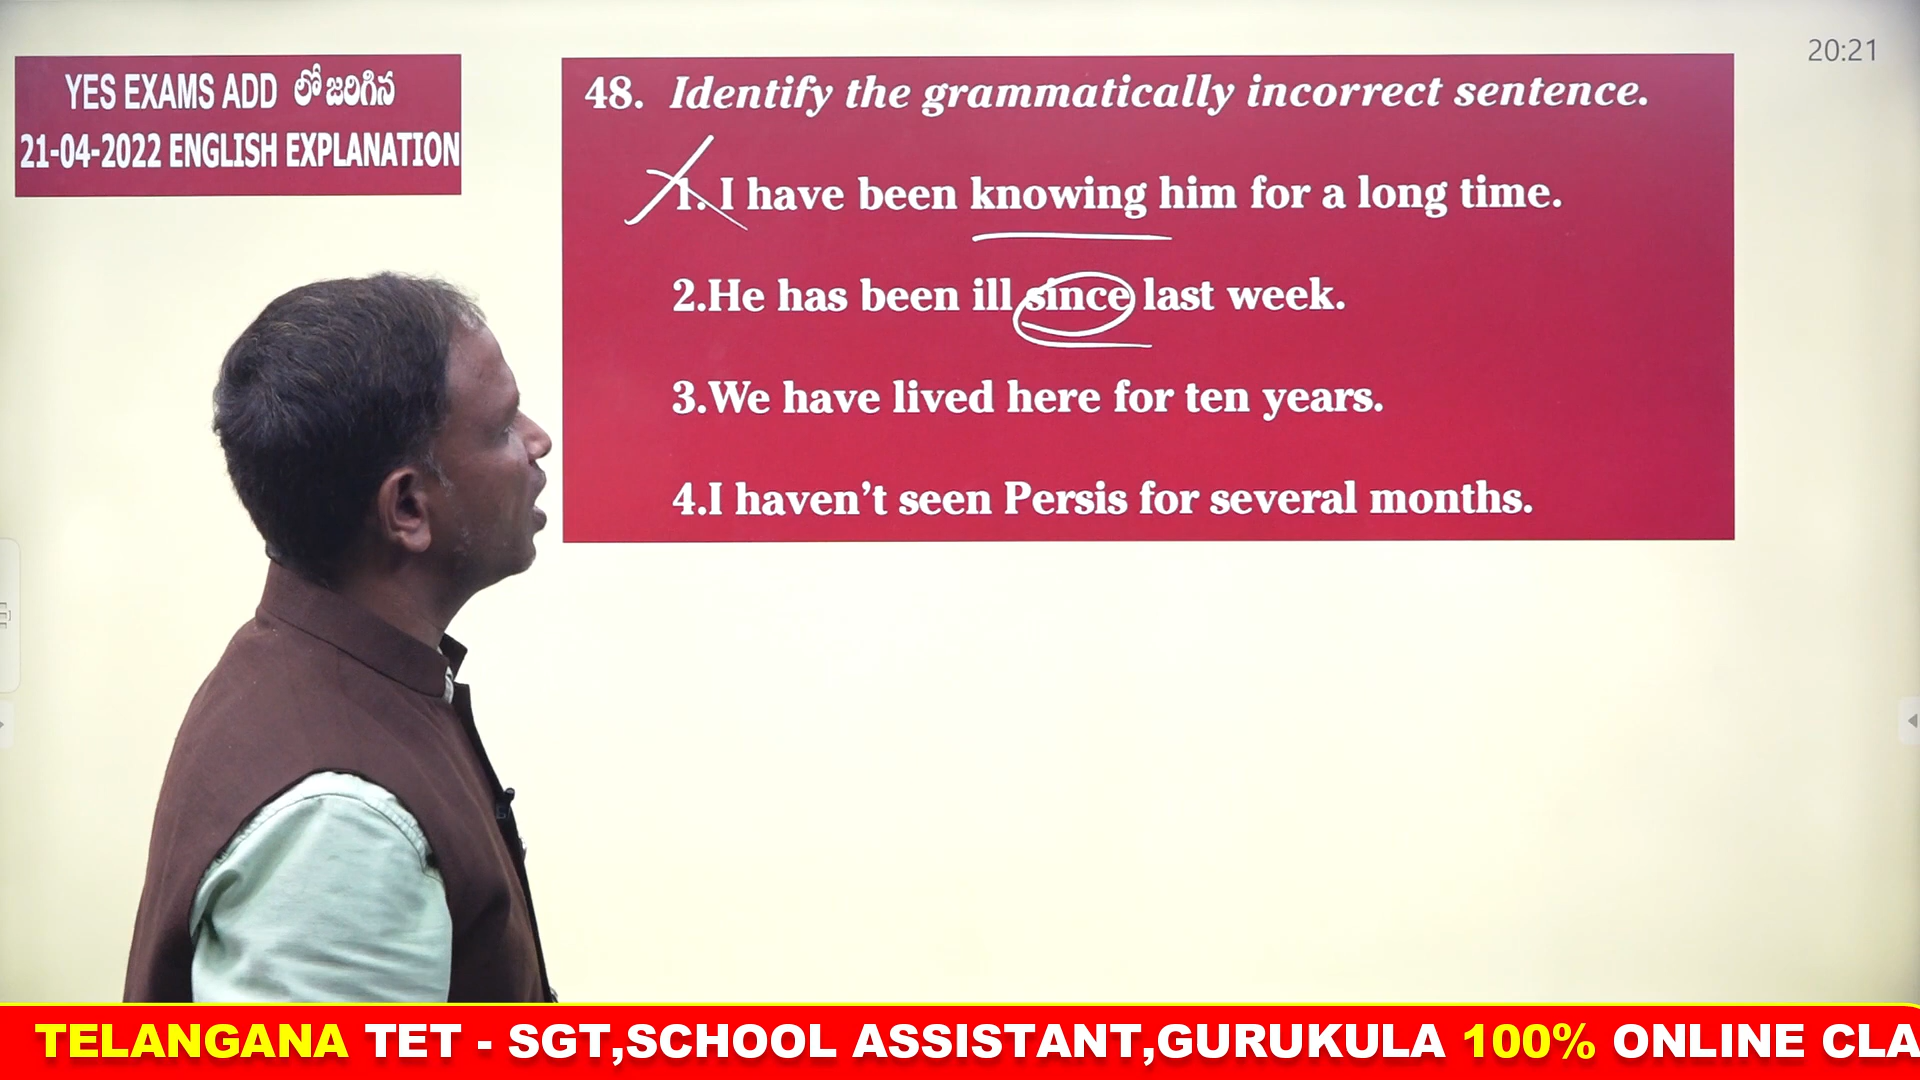 YES EXAMS ADD లో జరిగిన
21-04-2022 ENGLISH EXPLANATION
20:21
48. Identify the grammatically incorrect sentence.
1. I have been knowing him for a long time.
2.He has been ill since last week.
3.We have lived here for ten years.
4.I haven't seen Persis for several months.
TELANGANA TET - SGT,SCHOOL ASSISTANT,GURUKULA 100% ONLINE CLA